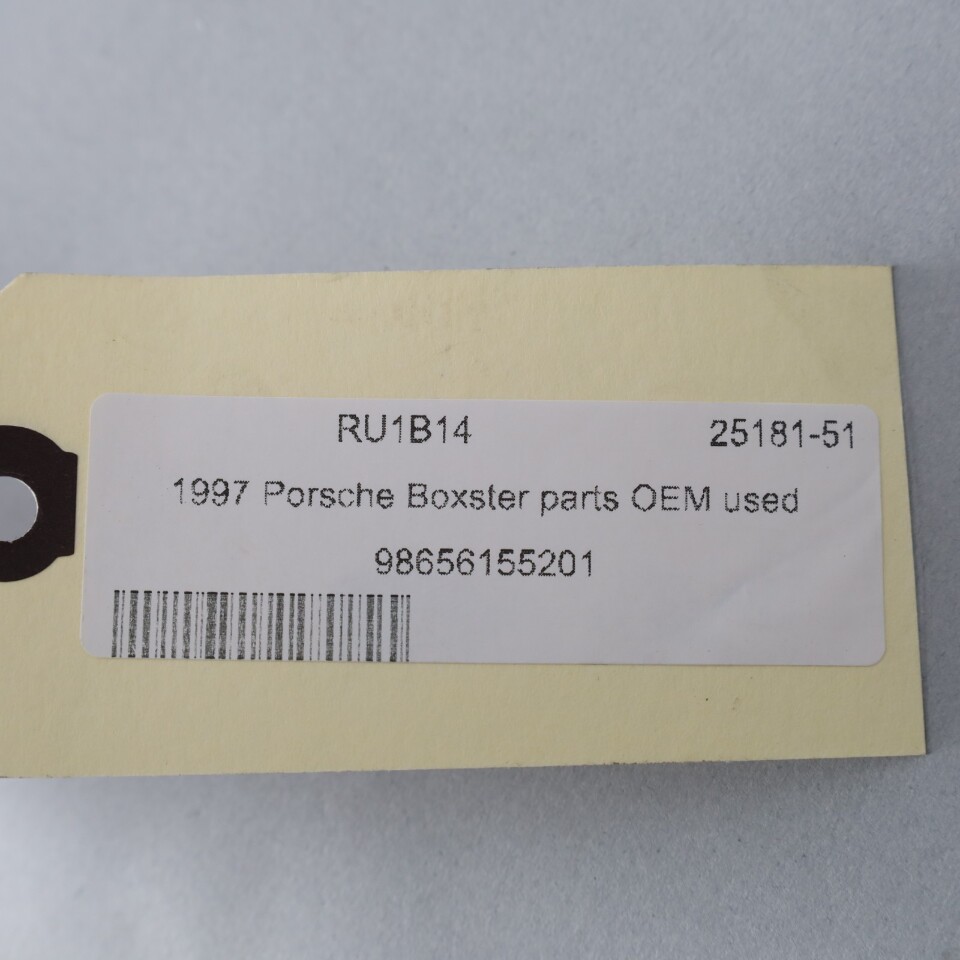 RU1B14 25181-51
1997 Porsche Boxster parts OEM used
98656155201